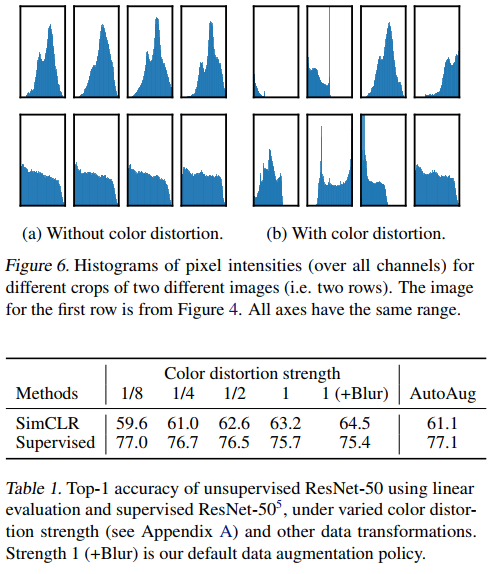 (a) Without color distortion.
(b) With color distortion.
Figure 6. Histograms of pixel intensities (over all channels) for
different crops of two different images (i.e. two rows). The image
for the first row is from Figure 4. All axes have the same range.
Color distortion strength
Methods 1/8 1/4 1/2 1 1 (+Blur) AutoAug
SimCLR 59.6 61.0 62.6 63.2 64.5 61.1
Supervised 77.0 76.7 76.5 75.7 75.4 77.1
Table 1. Top-1 accuracy of unsupervised ResNet-50 using linear
evaluation and supervised ResNet-50⁵, under varied color distor-
tion strength (see Appendix A) and other data transformations.
Strength 1 (+Blur) is our default data augmentation policy.